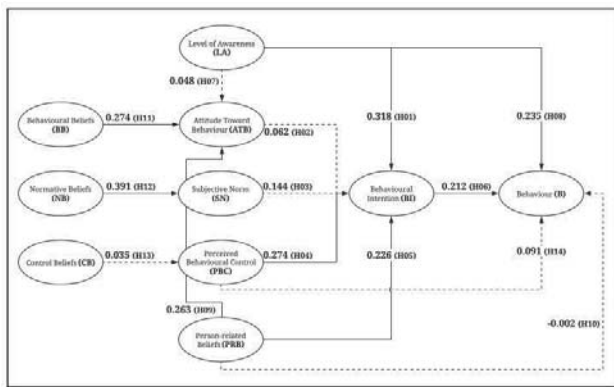 Level of Awareness
(LA)
0.048 (H07)
Behavioural Beliefs
(BB)
0.274 (H11)
Attitude Toward
Behaviour (ATB)
0.062 (H02)
0.318 (H01)
0.235 (H08)
Normative Beliefs
(NB)
0.391 (H12)
Subjective Norm
(SN)
0.144 (H03)
Behavioural
Intention (BI)
0.212 (H06)
Behaviour (B)
Control Beliefs (CB)
0.035 (H13)
Perceived
Behavioural Control
(PBC)
0.274 (H04)
0.226 (H05)
0.091 (H14)
0.263 (H09)
Person-related
Beliefs (PRB)
-0.002 (H10)